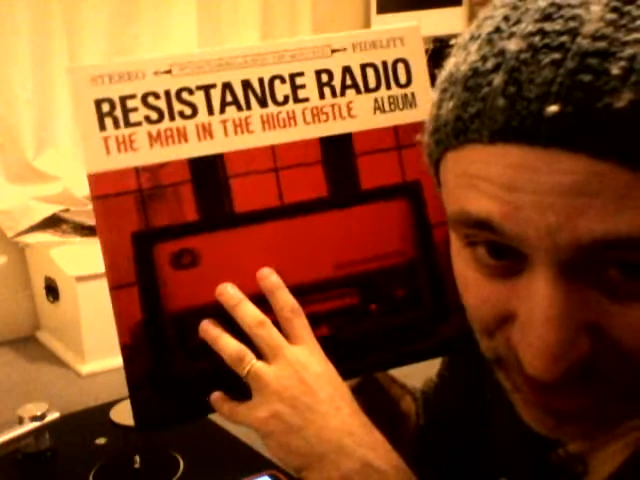 STEREO FIDELITY
RESISTANCE RADIO
THE MAN IN THE HIGH CASTLE ALBUM